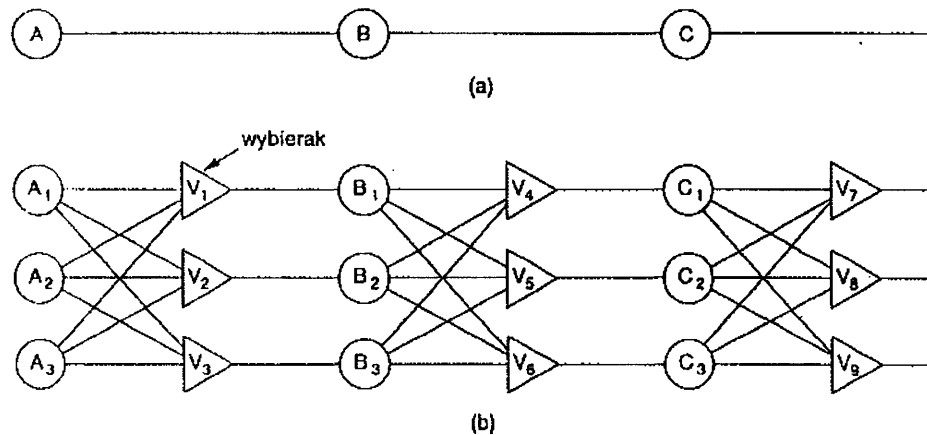 A B C
(a)
wybierak
A1 V1 B1 V4 C1 V7
A2 V2 B2 V5 C2 V8
A3 V3 B3 V6 C3 V9
(b)